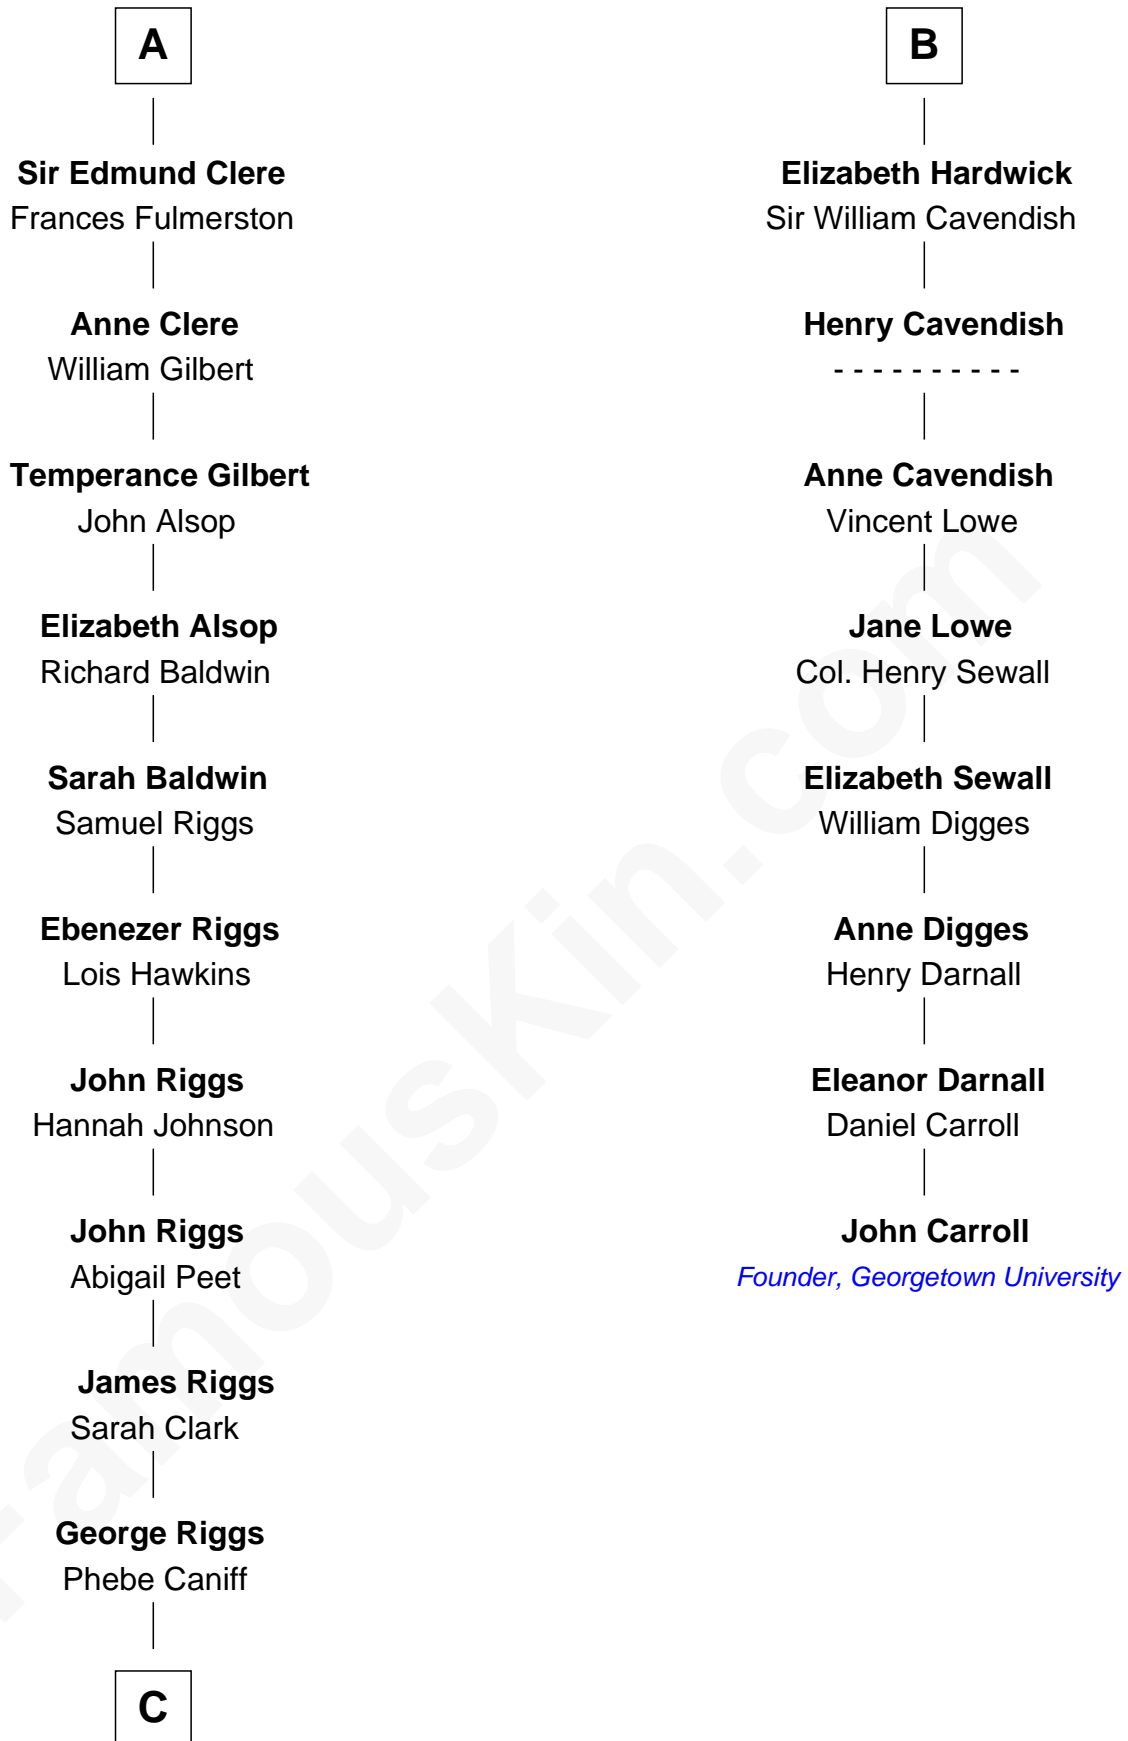 A
Sir Edmund Clere
Frances Fulmerston
Anne Clere
William Gilbert
Temperance Gilbert
John Alsop
Elizabeth Alsop
Richard Baldwin
Sarah Baldwin
Samuel Riggs
Ebenezer Riggs
Lois Hawkins
John Riggs
Hannah Johnson
John Riggs
Abigail Peet
James Riggs
Sarah Clark
George Riggs
Phebe Caniff
C
B
Elizabeth Hardwick
Sir William Cavendish
Henry Cavendish
- - - - - - - - - -
Anne Cavendish
Vincent Lowe
Jane Lowe
Col. Henry Sewall
Elizabeth Sewall
William Digges
Anne Digges
Henry Darnall
Eleanor Darnall
Daniel Carroll
John Carroll
Founder, Georgetown University
FamousKin.com